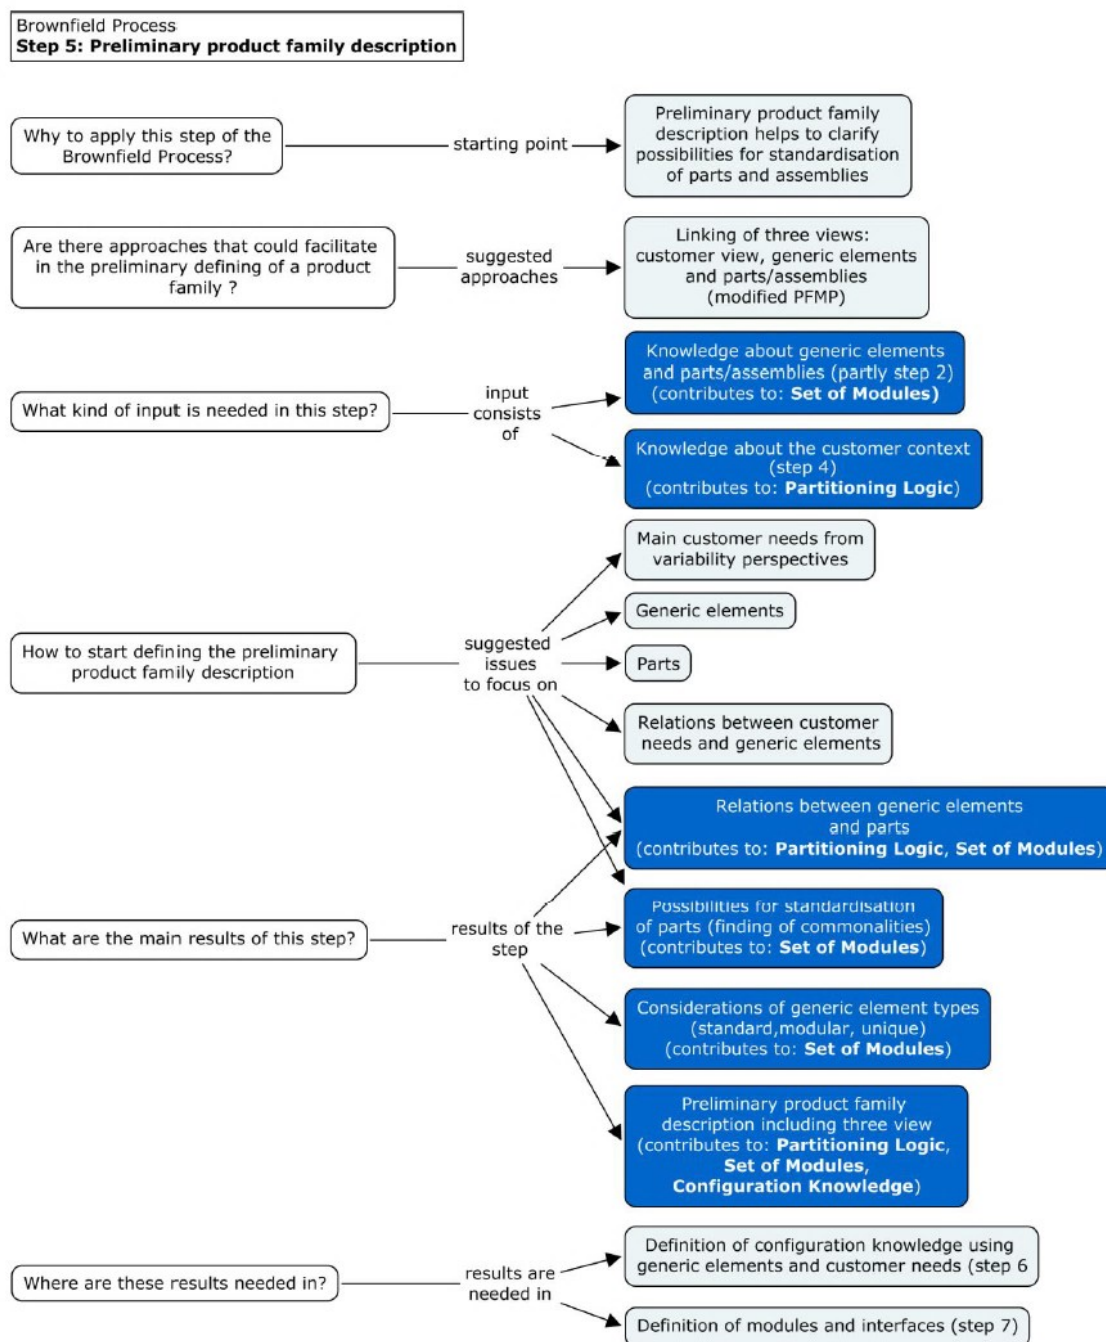 Brownfield Process
Step 5: Preliminary product family description
Why to apply this step of the
Brownfield Process?
starting point
Preliminary product family
description helps to clarify
possibilities for standardisation
of parts and assemblies
Are there approaches that could facilitate
in the preliminary defining of a product
family ?
suggested
approaches
Linking of three views:
customer view, generic elements
and parts/assemblies
(modified PFMP)
What kind of input is needed in this step?
input
consists
of
Knowledge about generic elements
and parts/assemblies (partly step 2)
(contributes to: Set of Modules)
Knowledge about the customer context
(step 4)
(contributes to: Partitioning Logic)
How to start defining the preliminary
product family description
suggested
issues
to focus on
Main customer needs from
variability perspectives
Generic elements
Parts
Relations between customer
needs and generic elements
Relations between generic elements
and parts
(contributes to: Partitioning Logic, Set of Modules)
What are the main results of this step?
results of the
step
Possibilities for standardisation
of parts (finding of commonalities)
(contributes to: Set of Modules)
Considerations of generic element types
(standard,modular, unique)
(contributes to: Set of Modules)
Preliminary product family
description including three view
(contributes to: Partitioning Logic,
Set of Modules,
Configuration Knowledge)
Where are these results needed in?
results are
needed in
Definition of configuration knowledge using
generic elements and customer needs (step 6
Definition of modules and interfaces (step 7)